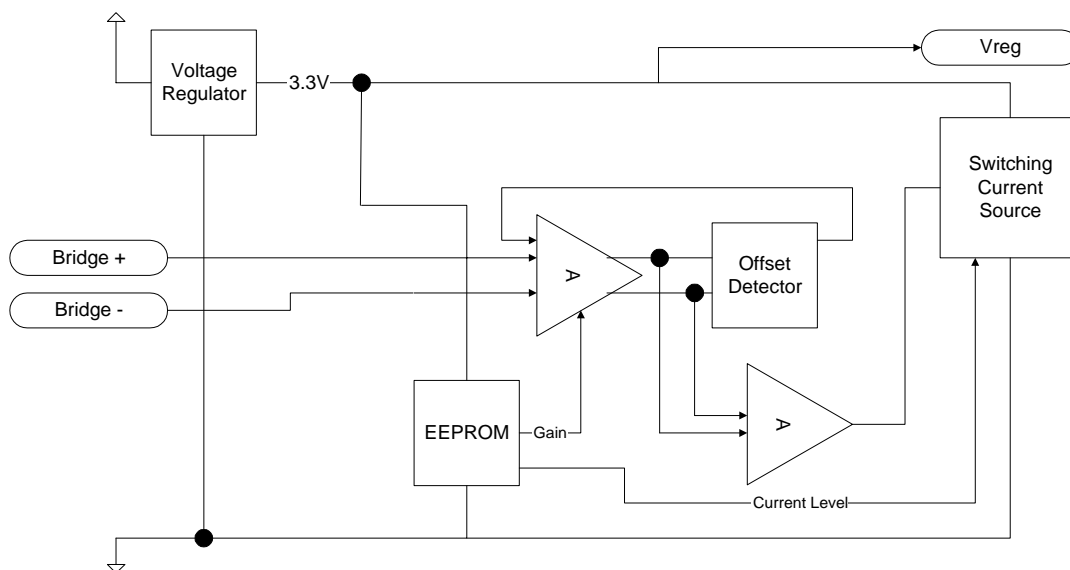 Vreg
Voltage
Regulator
3.3V
Switching
Current
Source
Bridge +
Bridge -
A
Offset
Detector
EEPROM
Gain
A
Current Level